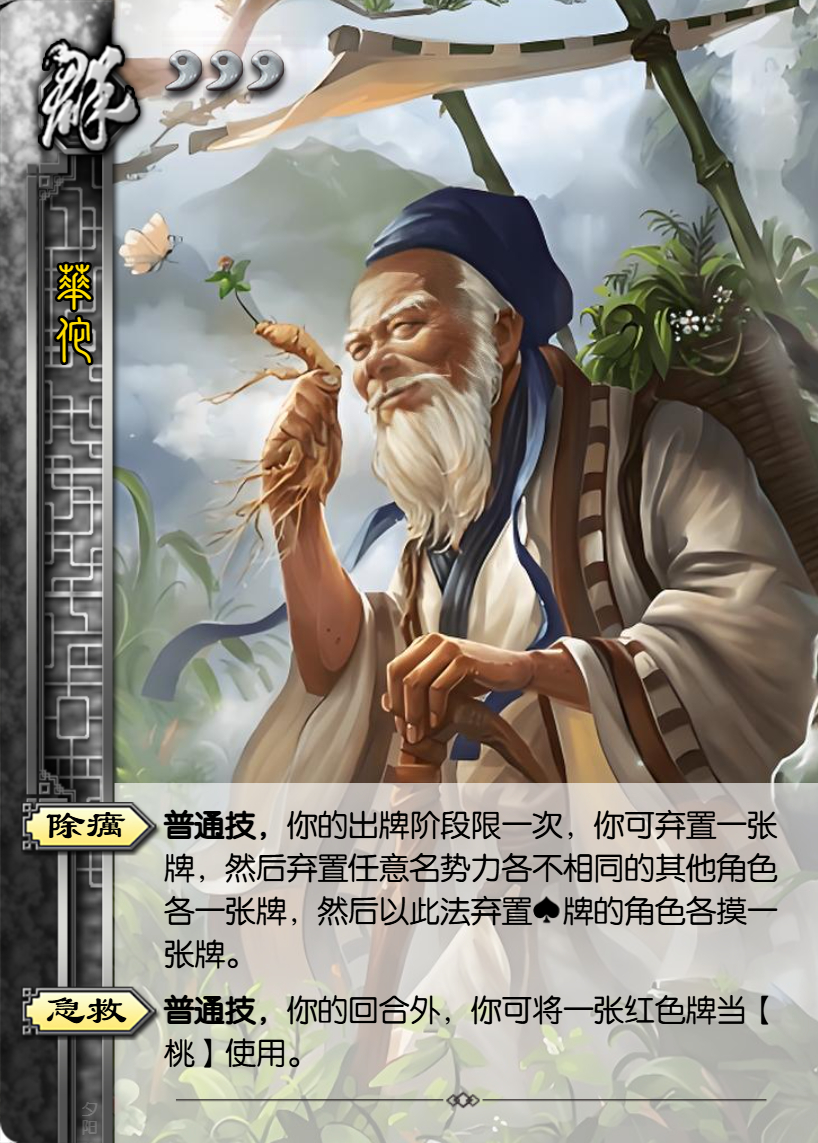 群
華佗
除癘
普通技，你的出牌阶段限一次，你可弃置一张
牌，然后弃置任意名势力各不相同的其他角色
各一张牌，然后以此法弃置♠牌的角色各摸一
张牌。
急救
普通技，你的回合外，你可将一张红色牌当【
桃】使用。
夕阳